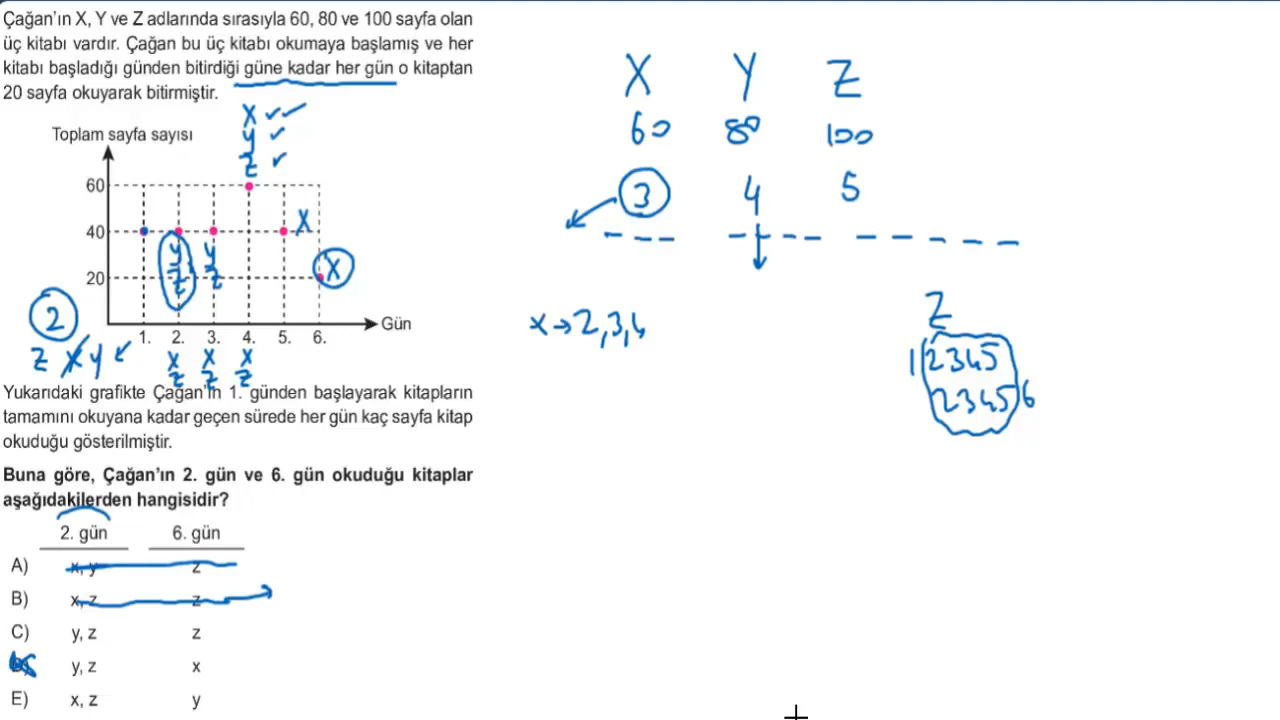 Çağan'ın X, Y ve Z adlarında sırasıyla 60, 80 ve 100 sayfa olan
üç kitabı vardır. Çağan bu üç kitabı okumaya başlamış ve her
kitabı başladığı günden bitirdiği güne kadar her gün o kitaptan
20 sayfa okuyarak bitirmiştir.
X ✓✓
y ✓
z ✓
Toplam sayfa sayısı
60
40
20
X
y y
z z
X
Gün
1. 2. 3. 4. 5. 6.
2
z x y ✓
x x x
z z z
Yukarıdaki grafikte Çağan'ın 1. günden başlayarak kitapların
tamamını okuyana kadar geçen sürede her gün kaç sayfa kitap
okuduğu gösterilmiştir.
Buna göre, Çağan'ın 2. gün ve 6. gün okuduğu kitaplar
aşağıdakilerden hangisidir?
2. gün 6. gün
A) x, y z
B) x, z z
C) y, z z
y, z x
E) x, z y
X Y Z
60 80 100
3 4 5
x → 2,3,4
Z
1 2345
2345 6